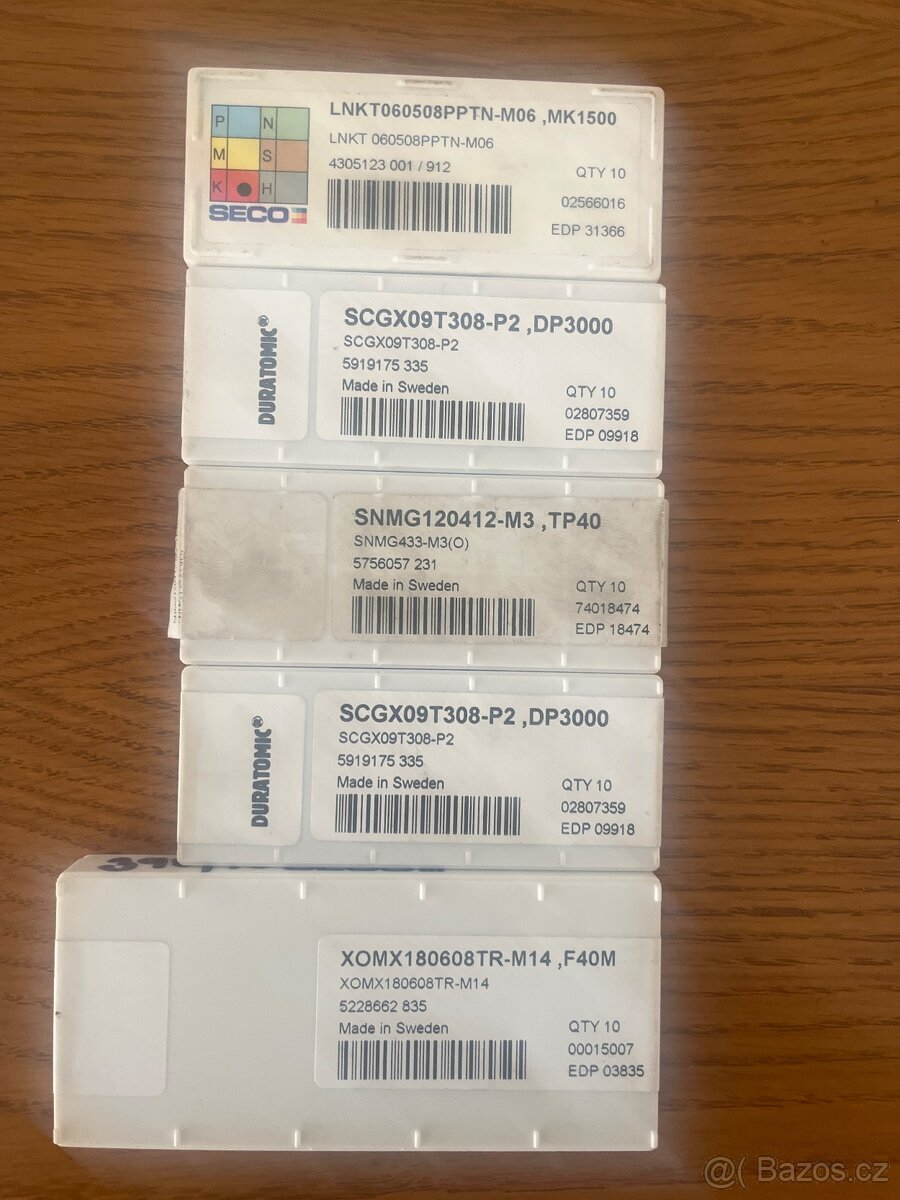 P N
M S
K H
SECO
LNKT060508PPTN-M06 ,MK1500
LNKT 060508PPTN-M06
4305123 001 / 912
QTY 10
02566016
EDP 31366
DURATOMIC®
SCGX09T308-P2 ,DP3000
SCGX09T308-P2
5919175 335
Made in Sweden
QTY 10
02807359
EDP 09918
SNMG120412-M3 ,TP40
SNMG433-M3(O)
5756057 231
Made in Sweden
QTY 10
74018474
EDP 18474
DURATOMIC®
SCGX09T308-P2 ,DP3000
SCGX09T308-P2
5919175 335
Made in Sweden
QTY 10
02807359
EDP 09918
XOMX180608TR-M14 ,F40M
XOMX180608TR-M14
5228662 835
Made in Sweden
QTY 10
00015007
EDP 03835
@( Bazos.cz